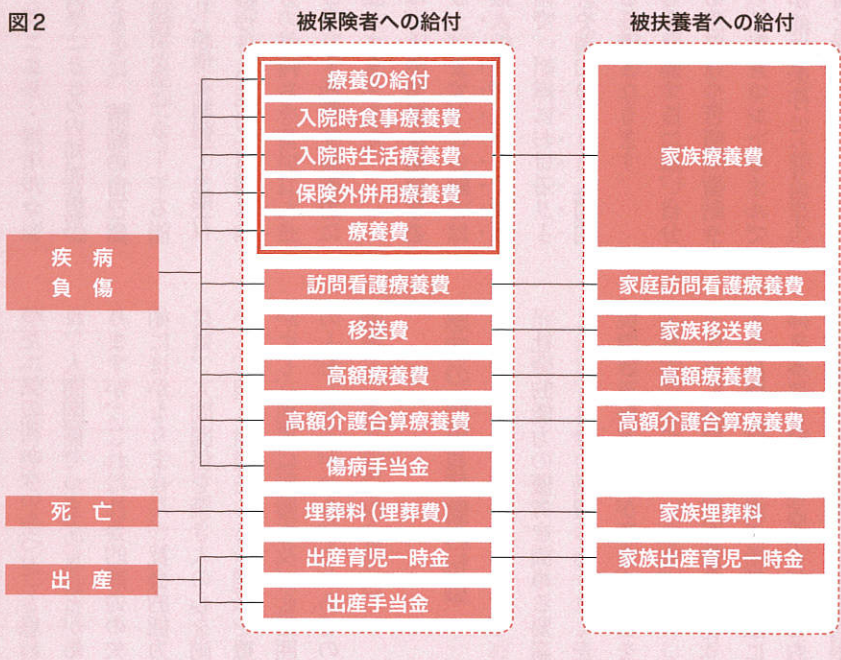 図2
被保険者への給付
被扶養者への給付
療養の給付
入院時食事療養費
入院時生活療養費
保険外併用療養費
療養費
家族療養費
疾 病
負 傷
訪問看護療養費
家庭訪問看護療養費
移送費
家族移送費
高額療養費
高額療養費
高額介護合算療養費
高額介護合算療養費
傷病手当金
死 亡
埋葬料(埋葬費)
家族埋葬料
出産育児一時金
家族出産育児一時金
出 産
出産手当金